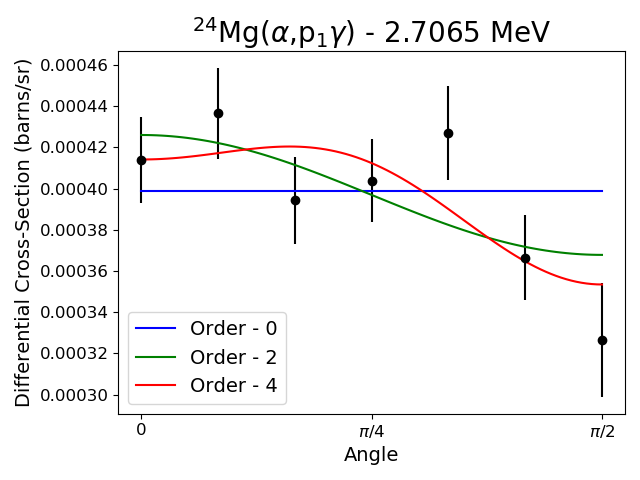 ²⁴Mg(α,p₁γ) - 2.7065 MeV
Differential Cross-Section (barns/sr)
0.00046
0.00044
0.00042
0.00040
0.00038
0.00036
0.00034
0.00032
0.00030
Order - 0
Order - 2
Order - 4
0 π/4 π/2
Angle